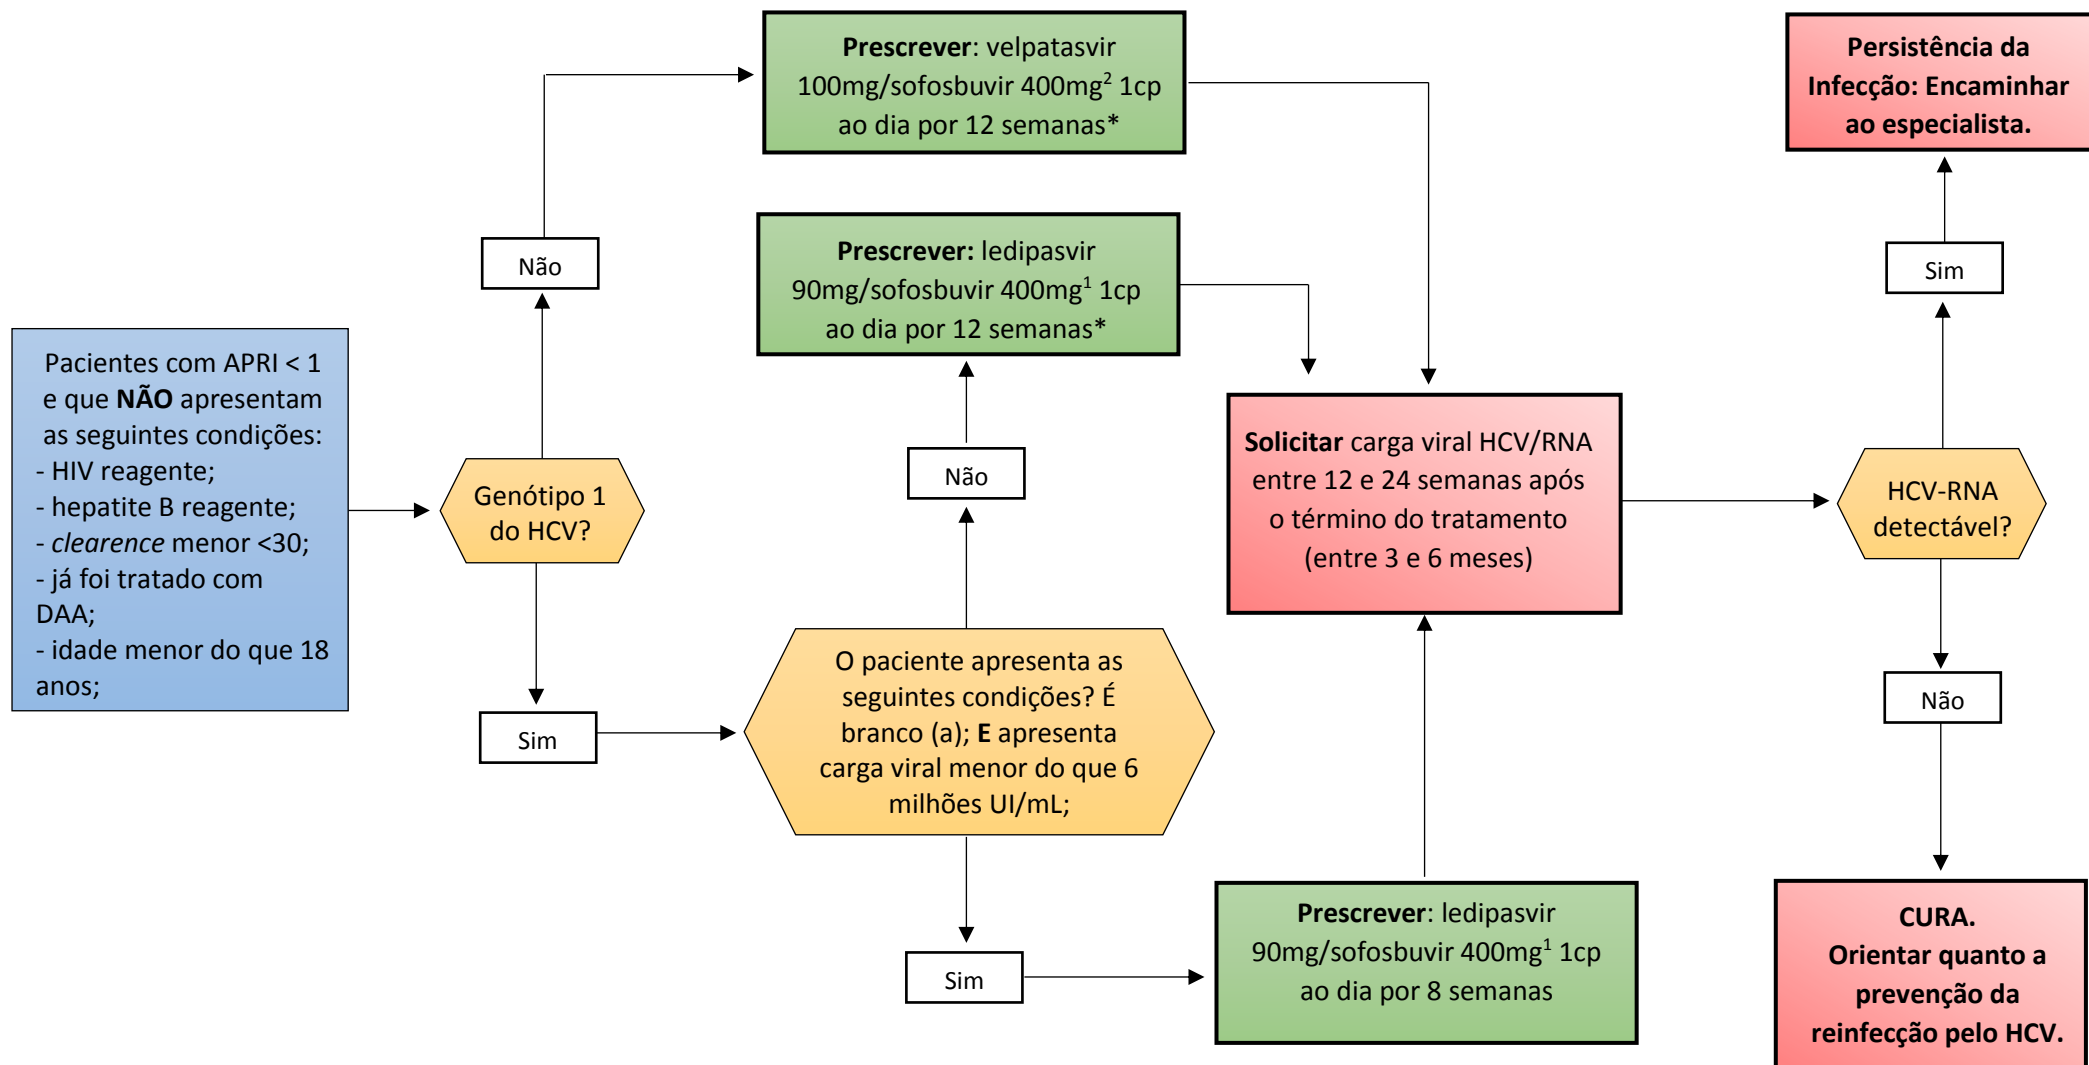 Pacientes com APRI < 1
e que NÃO apresentam
as seguintes condições:
- HIV reagente;
- hepatite B reagente;
- clearence menor <30;
- já foi tratado com
DAA;
- idade menor do que 18
anos;
Genótipo 1
do HCV?
Não
Prescrever: velpatasvir
100mg/sofosbuvir 400mg² 1cp
ao dia por 12 semanas*
Sim
O paciente apresenta as
seguintes condições? É
branco (a); E apresenta
carga viral menor do que 6
milhões UI/mL;
Não
Prescrever: ledipasvir
90mg/sofosbuvir 400mg¹ 1cp
ao dia por 12 semanas*
Sim
Prescrever: ledipasvir
90mg/sofosbuvir 400mg¹ 1cp
ao dia por 8 semanas
Solicitar carga viral HCV/RNA
entre 12 e 24 semanas após
o término do tratamento
(entre 3 e 6 meses)
HCV-RNA
detectável?
Sim
Persistência da
Infecção: Encaminhar
ao especialista.
Não
CURA.
Orientar quanto a
prevenção da
reinfecção pelo HCV.